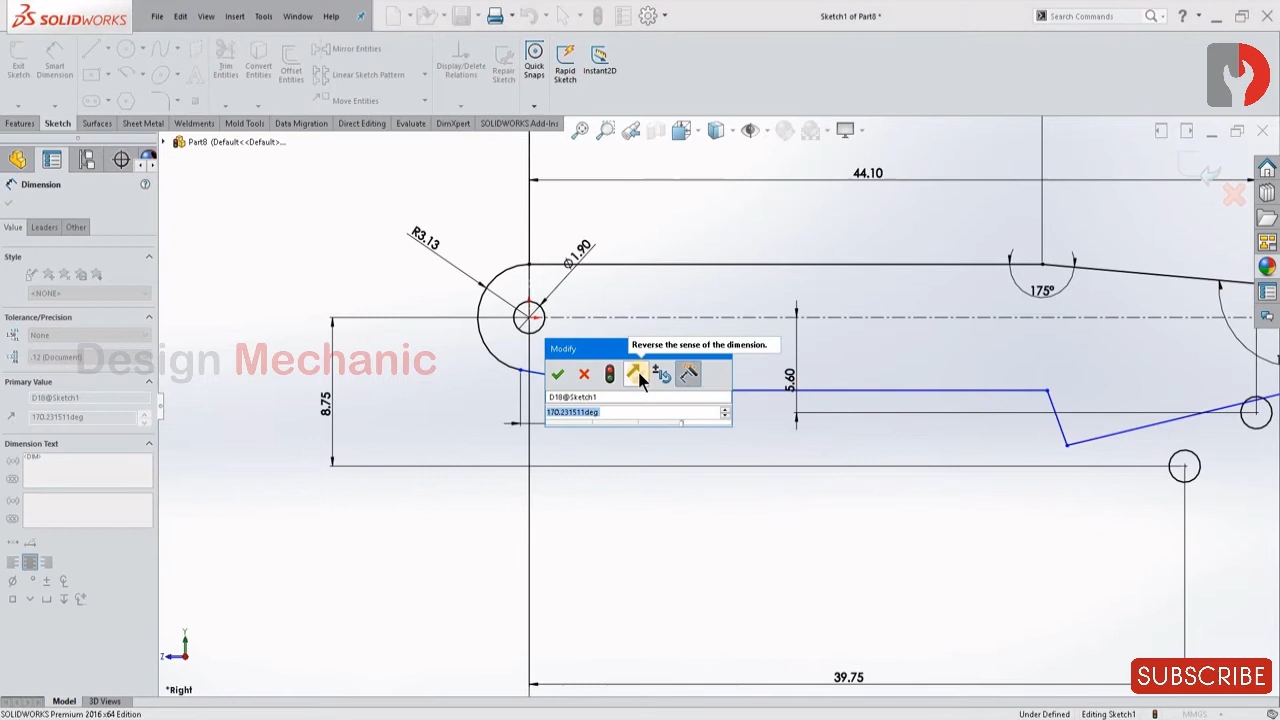 SOLIDWORKS
File Edit View Insert Tools Window Help
Sketch1 of Part8 *
Search Commands
Exit Sketch
Smart Dimension
Trim Entities
Convert Entities
Offset Entities
Mirror Entities
Linear Sketch Pattern
Move Entities
Display/Delete Relations
Repair Sketch
Quick Snaps
Rapid Sketch
Instant2D
Features Sketch Surfaces Sheet Metal Weldments Mold Tools Data Migration Direct Editing Evaluate DimXpert SOLIDWORKS Add-Ins
Part8 (Default<<Default>...
Dimension
Value Leaders Other
Style
<NONE>
Tolerance/Precision
None
.12 (Document)
Primary Value
D18@Sketch1
170.231511deg
Dimension Text
<DIM>
Design Mechanic
44.10
R3.13
Ø1.90
175°
8.75
5.60
39.75
Modify
Reverse the sense of the dimension.
D18@Sketch1
170.231511deg
Y
Z
*Right
SUBSCRIBE
Model 3D Views
SOLIDWORKS Premium 2016 x64 Edition
Under Defined Editing Sketch1 MMGS